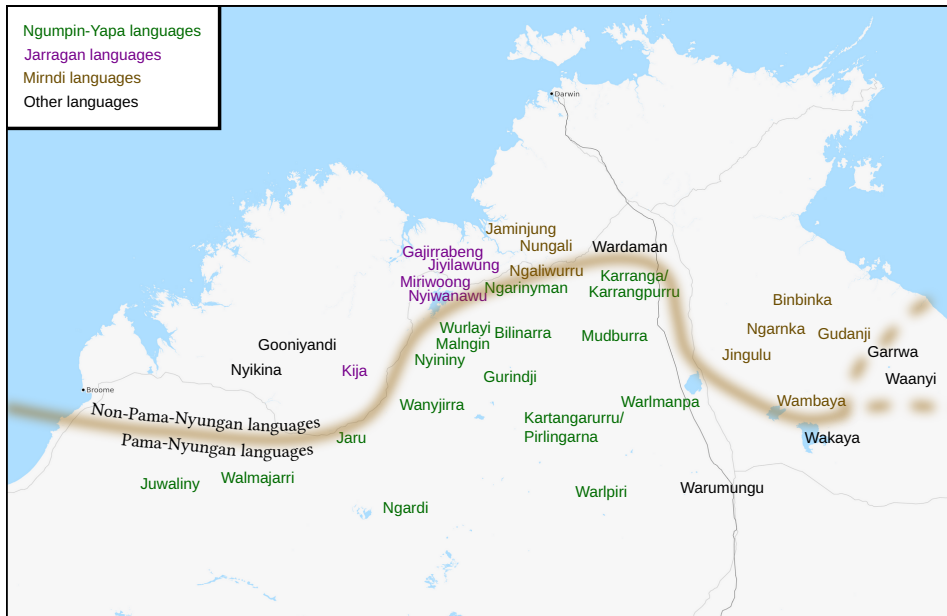 Ngumpin-Yapa languages
Jarragan languages
Mirndi languages
Other languages
Darwin
Jaminjung
Nungali
Wardaman
Gajirrabeng
Jiyilawung
Ngaliwurru
Miriwoong
Nyiwanawu
Ngarinyman
Karranga/
Karrangpurru
Binbinka
Wurlayi
Bilinarra
Mudburra
Ngarnka
Gudanji
Malngin
Gooniyandi
Nyininy
Jingulu
Garrwa
Nyikina
Kija
Gurindji
Waanyi
Broome
Wanyjirra
Warlmanpa
Wambaya
Non-Pama-Nyungan languages
Kartangarurru/
Pirlingarna
Jaru
Wakaya
Pama-Nyungan languages
Juwaliny
Walmajarri
Warlpiri
Warumungu
Ngardi